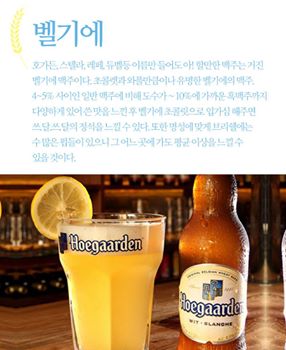 벨기에
호가든, 스텔라, 레페, 듀벨등 이름만 들어도 아! 할만한 맥주는 거진
벨기에 맥주이다. 초콜렛과 와플만큼이나 유명한 벨기에의 맥주.
4~5% 사이인 일반 맥주에 비해 도수가 ~ 10%에 가까운 흑맥주까지
다양하게 있어 쓴 맛을 느낀 후 벨기에 초콜릿으로 입가심 해주면
쓰.달.쓰.달의 정석을 느낄 수 있다. 또한 명성에 맞게 브뤼셀에는
수 많은 펍들이 있으니 그 어느 곳에 가도 평균 이상을 느낄 수
있을 것이다.
Hoegaarden
Hoegaarden
WIT - BLANCHE